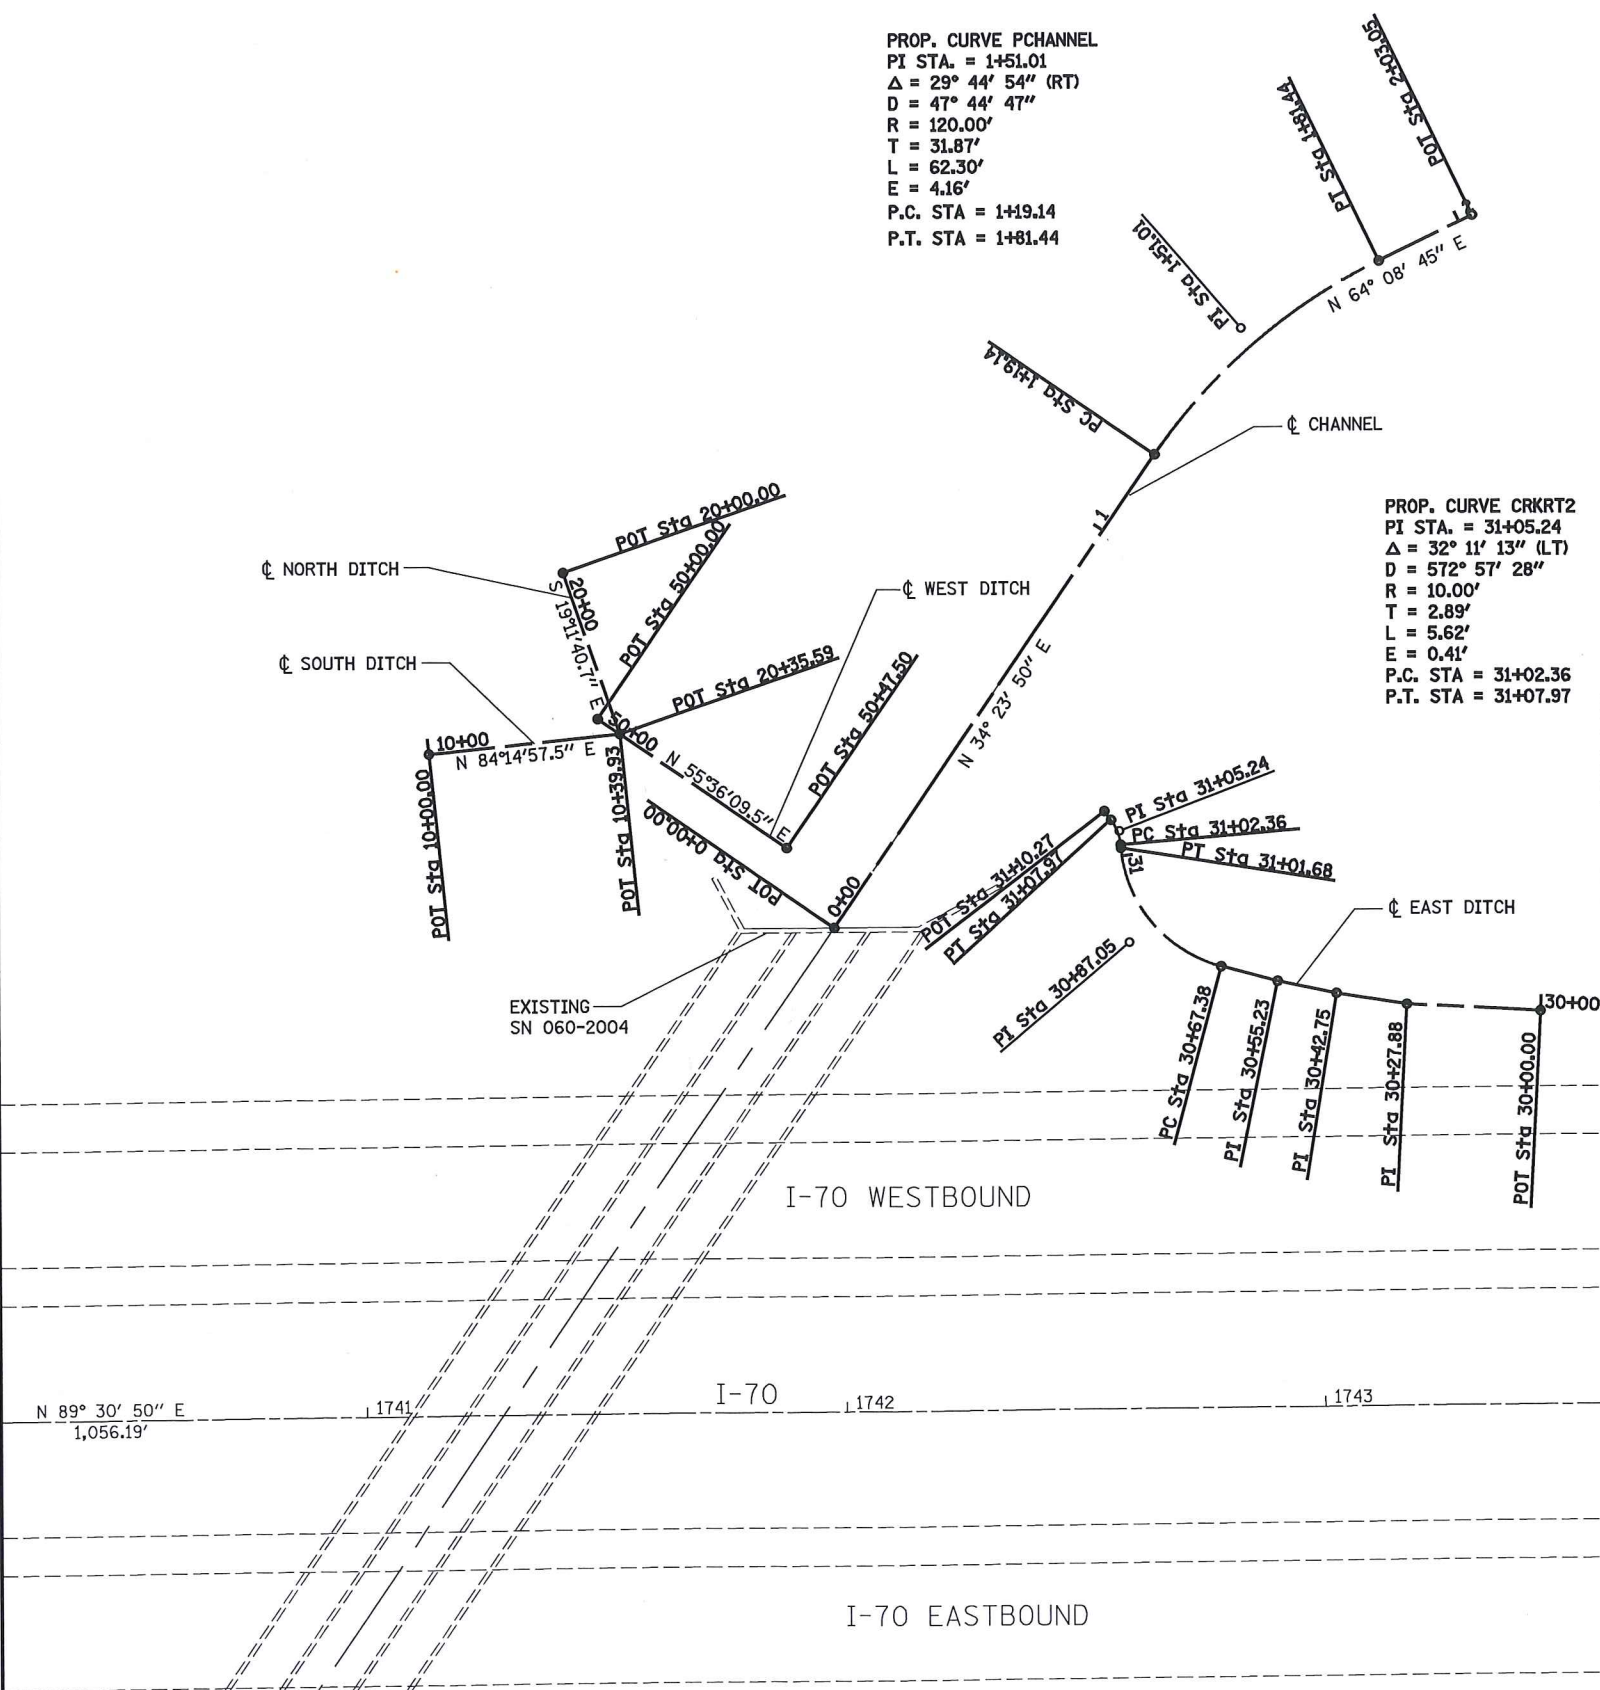 PROP. CURVE PCHANNEL
PI STA. = 1+51.01
Δ = 29° 44' 54" (RT)
D = 47° 44' 47"
R = 120.00'
T = 31.87'
L = 62.30'
E = 4.16'
P.C. STA = 1+19.14
P.T. STA = 1+81.44
POT Sta 2+03.05
PT Sta 1+81.44
2
N 64° 08' 45" E
PI Sta 1+51.01
PC Sta 1+19.14
℄ CHANNEL
1
PROP. CURVE CRKRT2
PI STA. = 31+05.24
Δ = 32° 11' 13" (LT)
D = 572° 57' 28"
R = 10.00'
T = 2.89'
L = 5.62'
E = 0.41'
P.C. STA = 31+02.36
P.T. STA = 31+07.97
POT Sta 20+00.00
POT Sta 50+00.00
℄ NORTH DITCH
20+00
S 19°11'40.7" E
℄ WEST DITCH
℄ SOUTH DITCH
POT Sta 20+35.59
POT Sta 50+47.50
N 34° 23' 50" E
50+00
10+00
N 84°14'57.5" E
N 55°36'09.5" E
POT Sta 10+00.00
POT Sta 10+39.93
POT Sta 0+00.00
0+00
PI Sta 31+05.24
PC Sta 31+02.36
PT Sta 31+01.68
31
POT Sta 31+10.27
PT Sta 31+07.97
℄ EAST DITCH
PI Sta 30+87.05
30+00
EXISTING
SN 060-2004
PC Sta 30+67.38
PI Sta 30+55.23
PI Sta 30+42.75
PI Sta 30+27.88
POT Sta 30+00.00
I-70 WESTBOUND
N 89° 30' 50" E
1,056.19'
1741
I-70
1742
1743
I-70 EASTBOUND